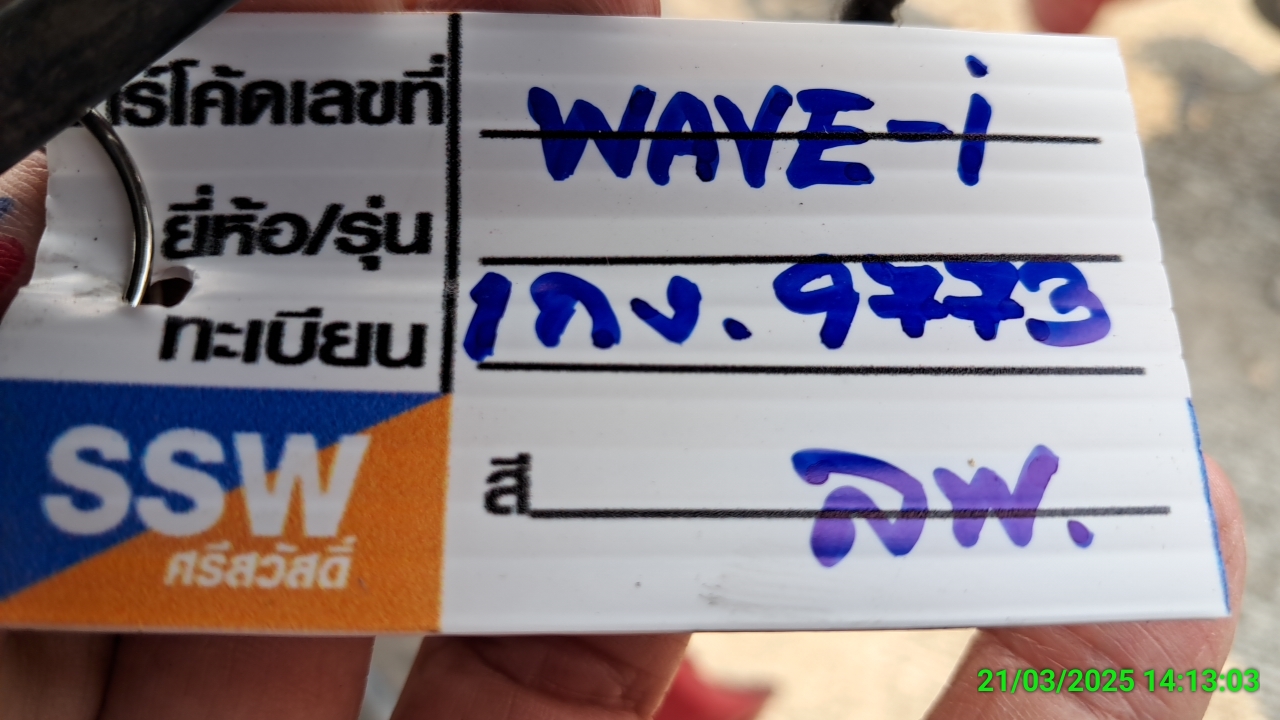 าร์โค้ดเลขที่ WAVE-i
ยี่ห้อ/รุ่น
ทะเบียน 1กง. 9773
สี ลพ.
SSW
ศรีสวัสดิ์
21/03/2025 14:13:03